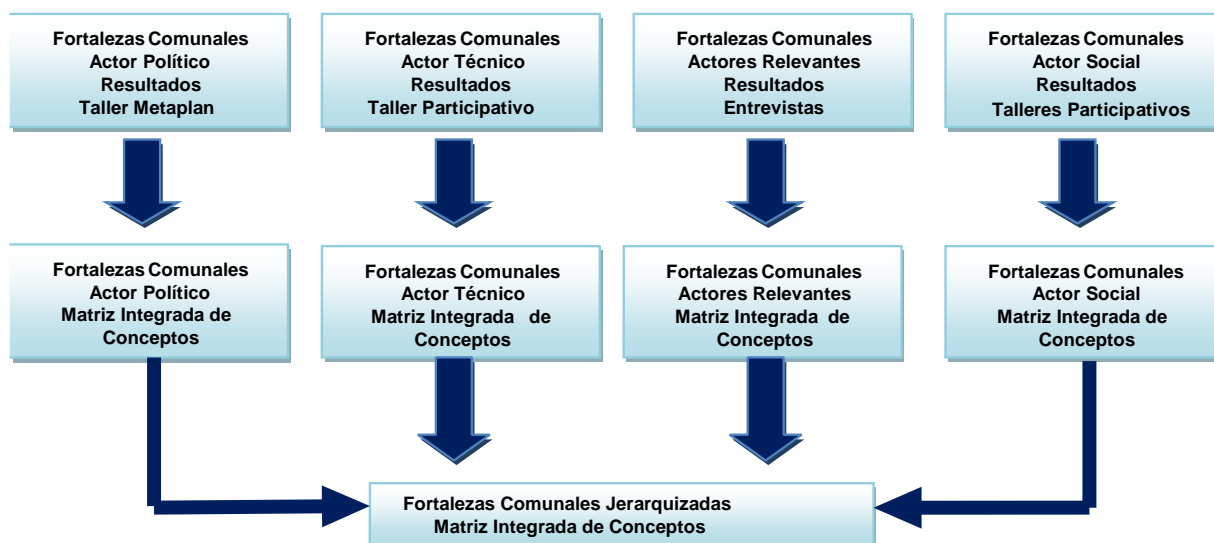 Fortalezas Comunales
Actor Político
Resultados
Taller Metaplan
Fortalezas Comunales
Actor Técnico
Resultados
Taller Participativo
Fortalezas Comunales
Actores Relevantes
Resultados
Entrevistas
Fortalezas Comunales
Actor Social
Resultados
Talleres Participativos
Fortalezas Comunales
Actor Político
Matriz Integrada de
Conceptos
Fortalezas Comunales
Actor Técnico
Matriz Integrada de
Conceptos
Fortalezas Comunales
Actores Relevantes
Matriz Integrada de
Conceptos
Fortalezas Comunales
Actor Social
Matriz Integrada de
Conceptos
Fortalezas Comunales Jerarquizadas
Matriz Integrada de Conceptos